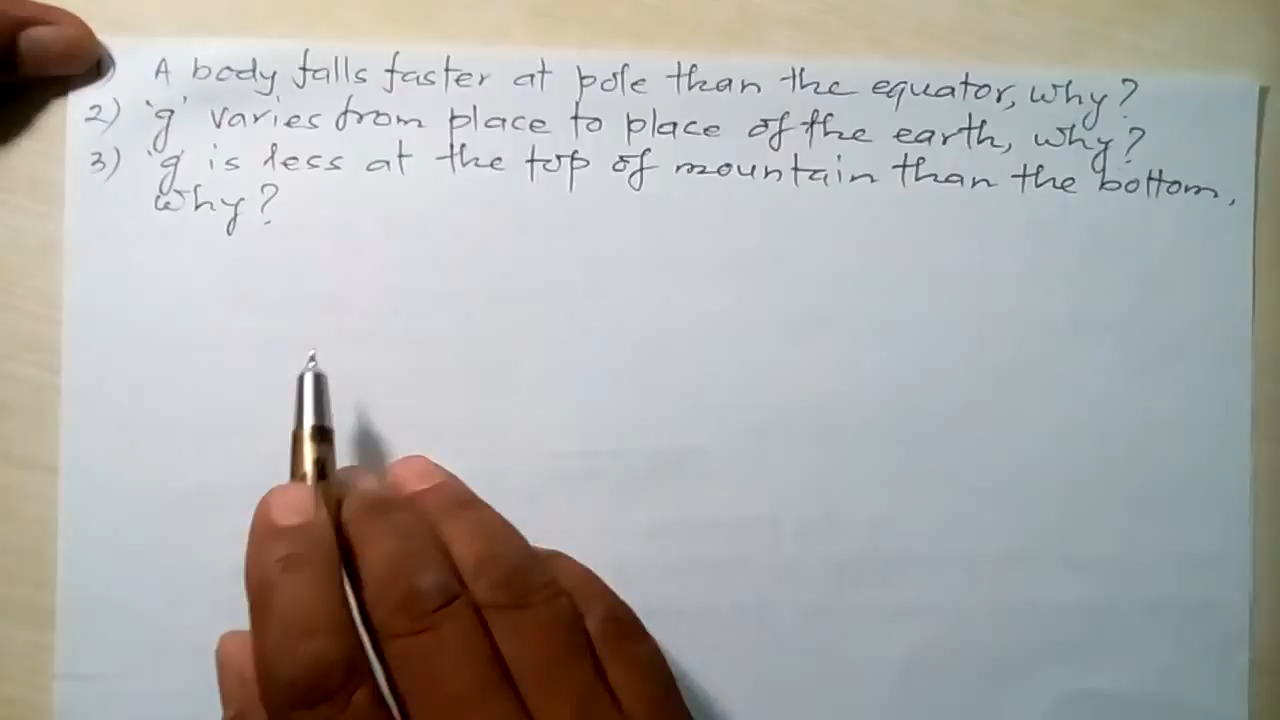 1) A body falls faster at pole than the equator, why?
2) 'g' varies from place to place of the earth, why?
3) 'g' is less at the top of mountain than the bottom,
why?